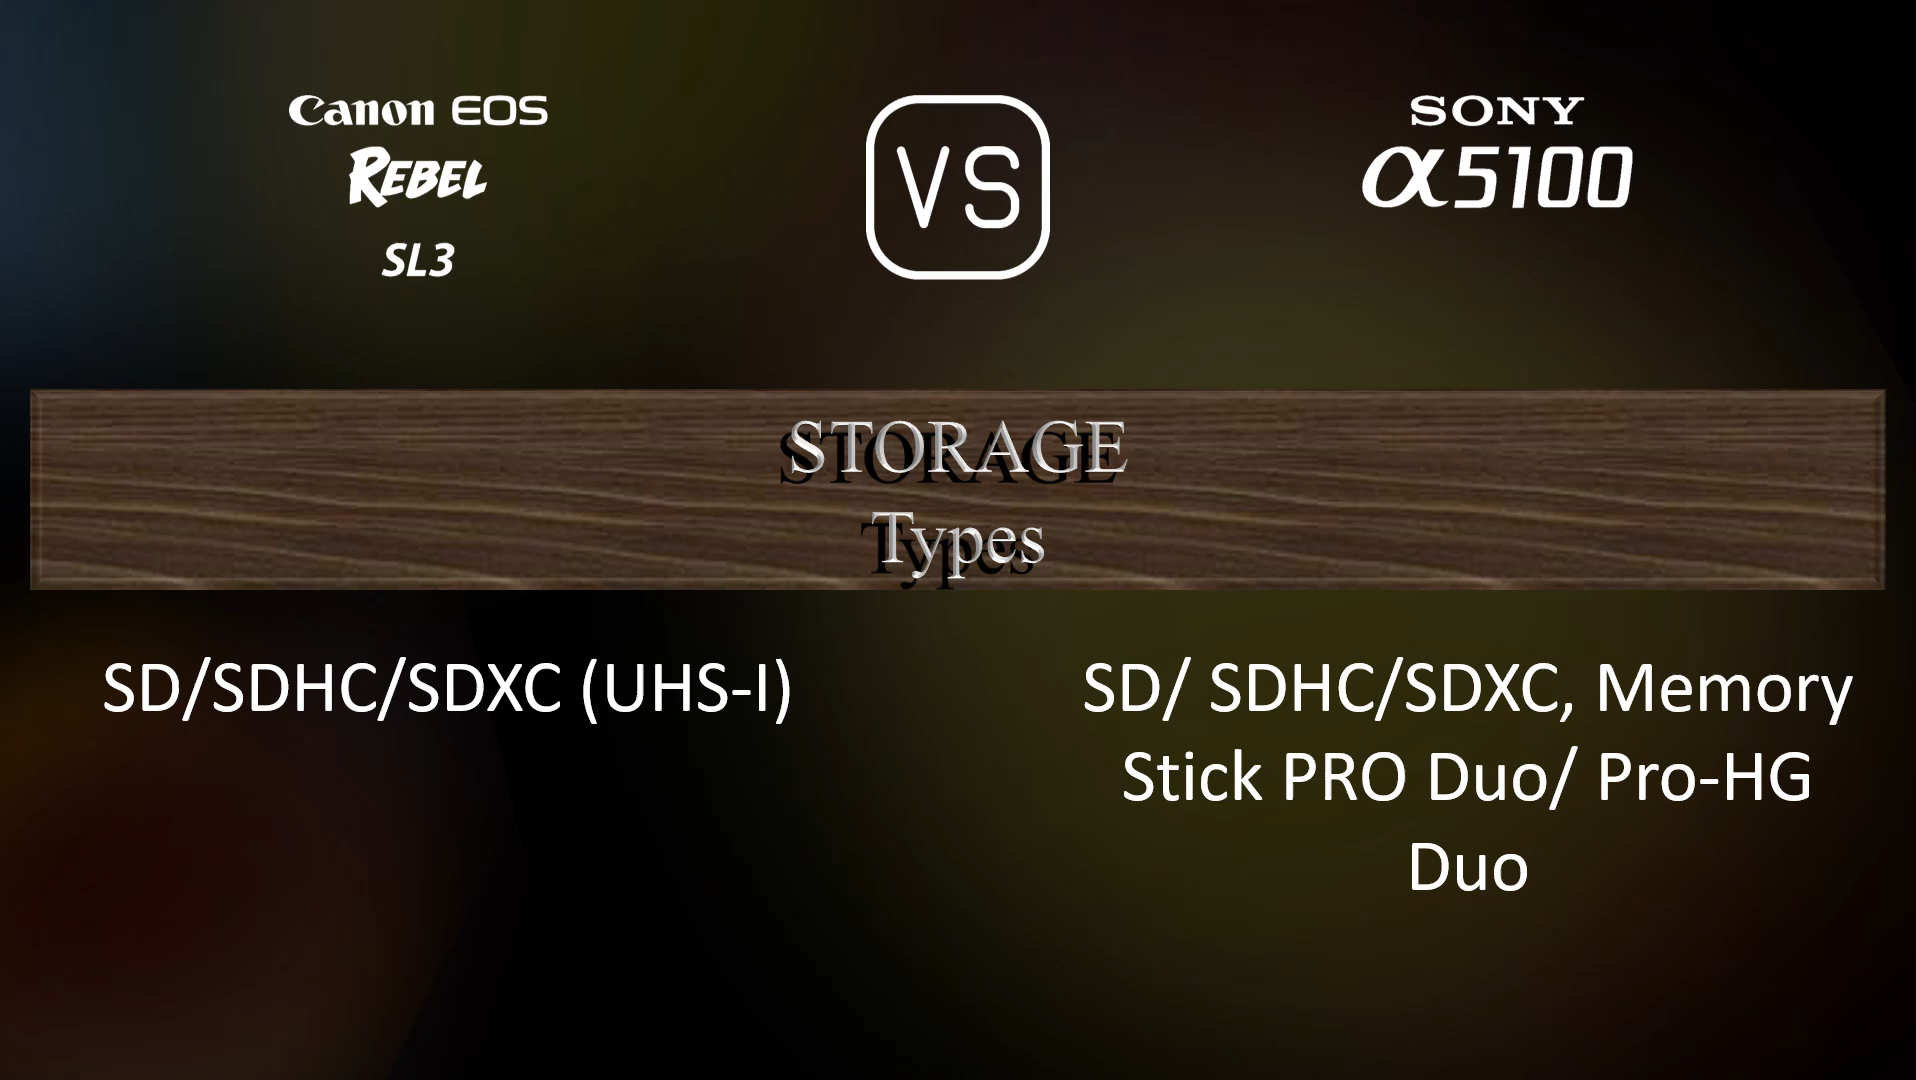 Canon EOS
REBEL
SL3
VS
SONY
α5100
STORAGE
Types
SD/SDHC/SDXC (UHS-I)
SD/ SDHC/SDXC, Memory
Stick PRO Duo/ Pro-HG
Duo